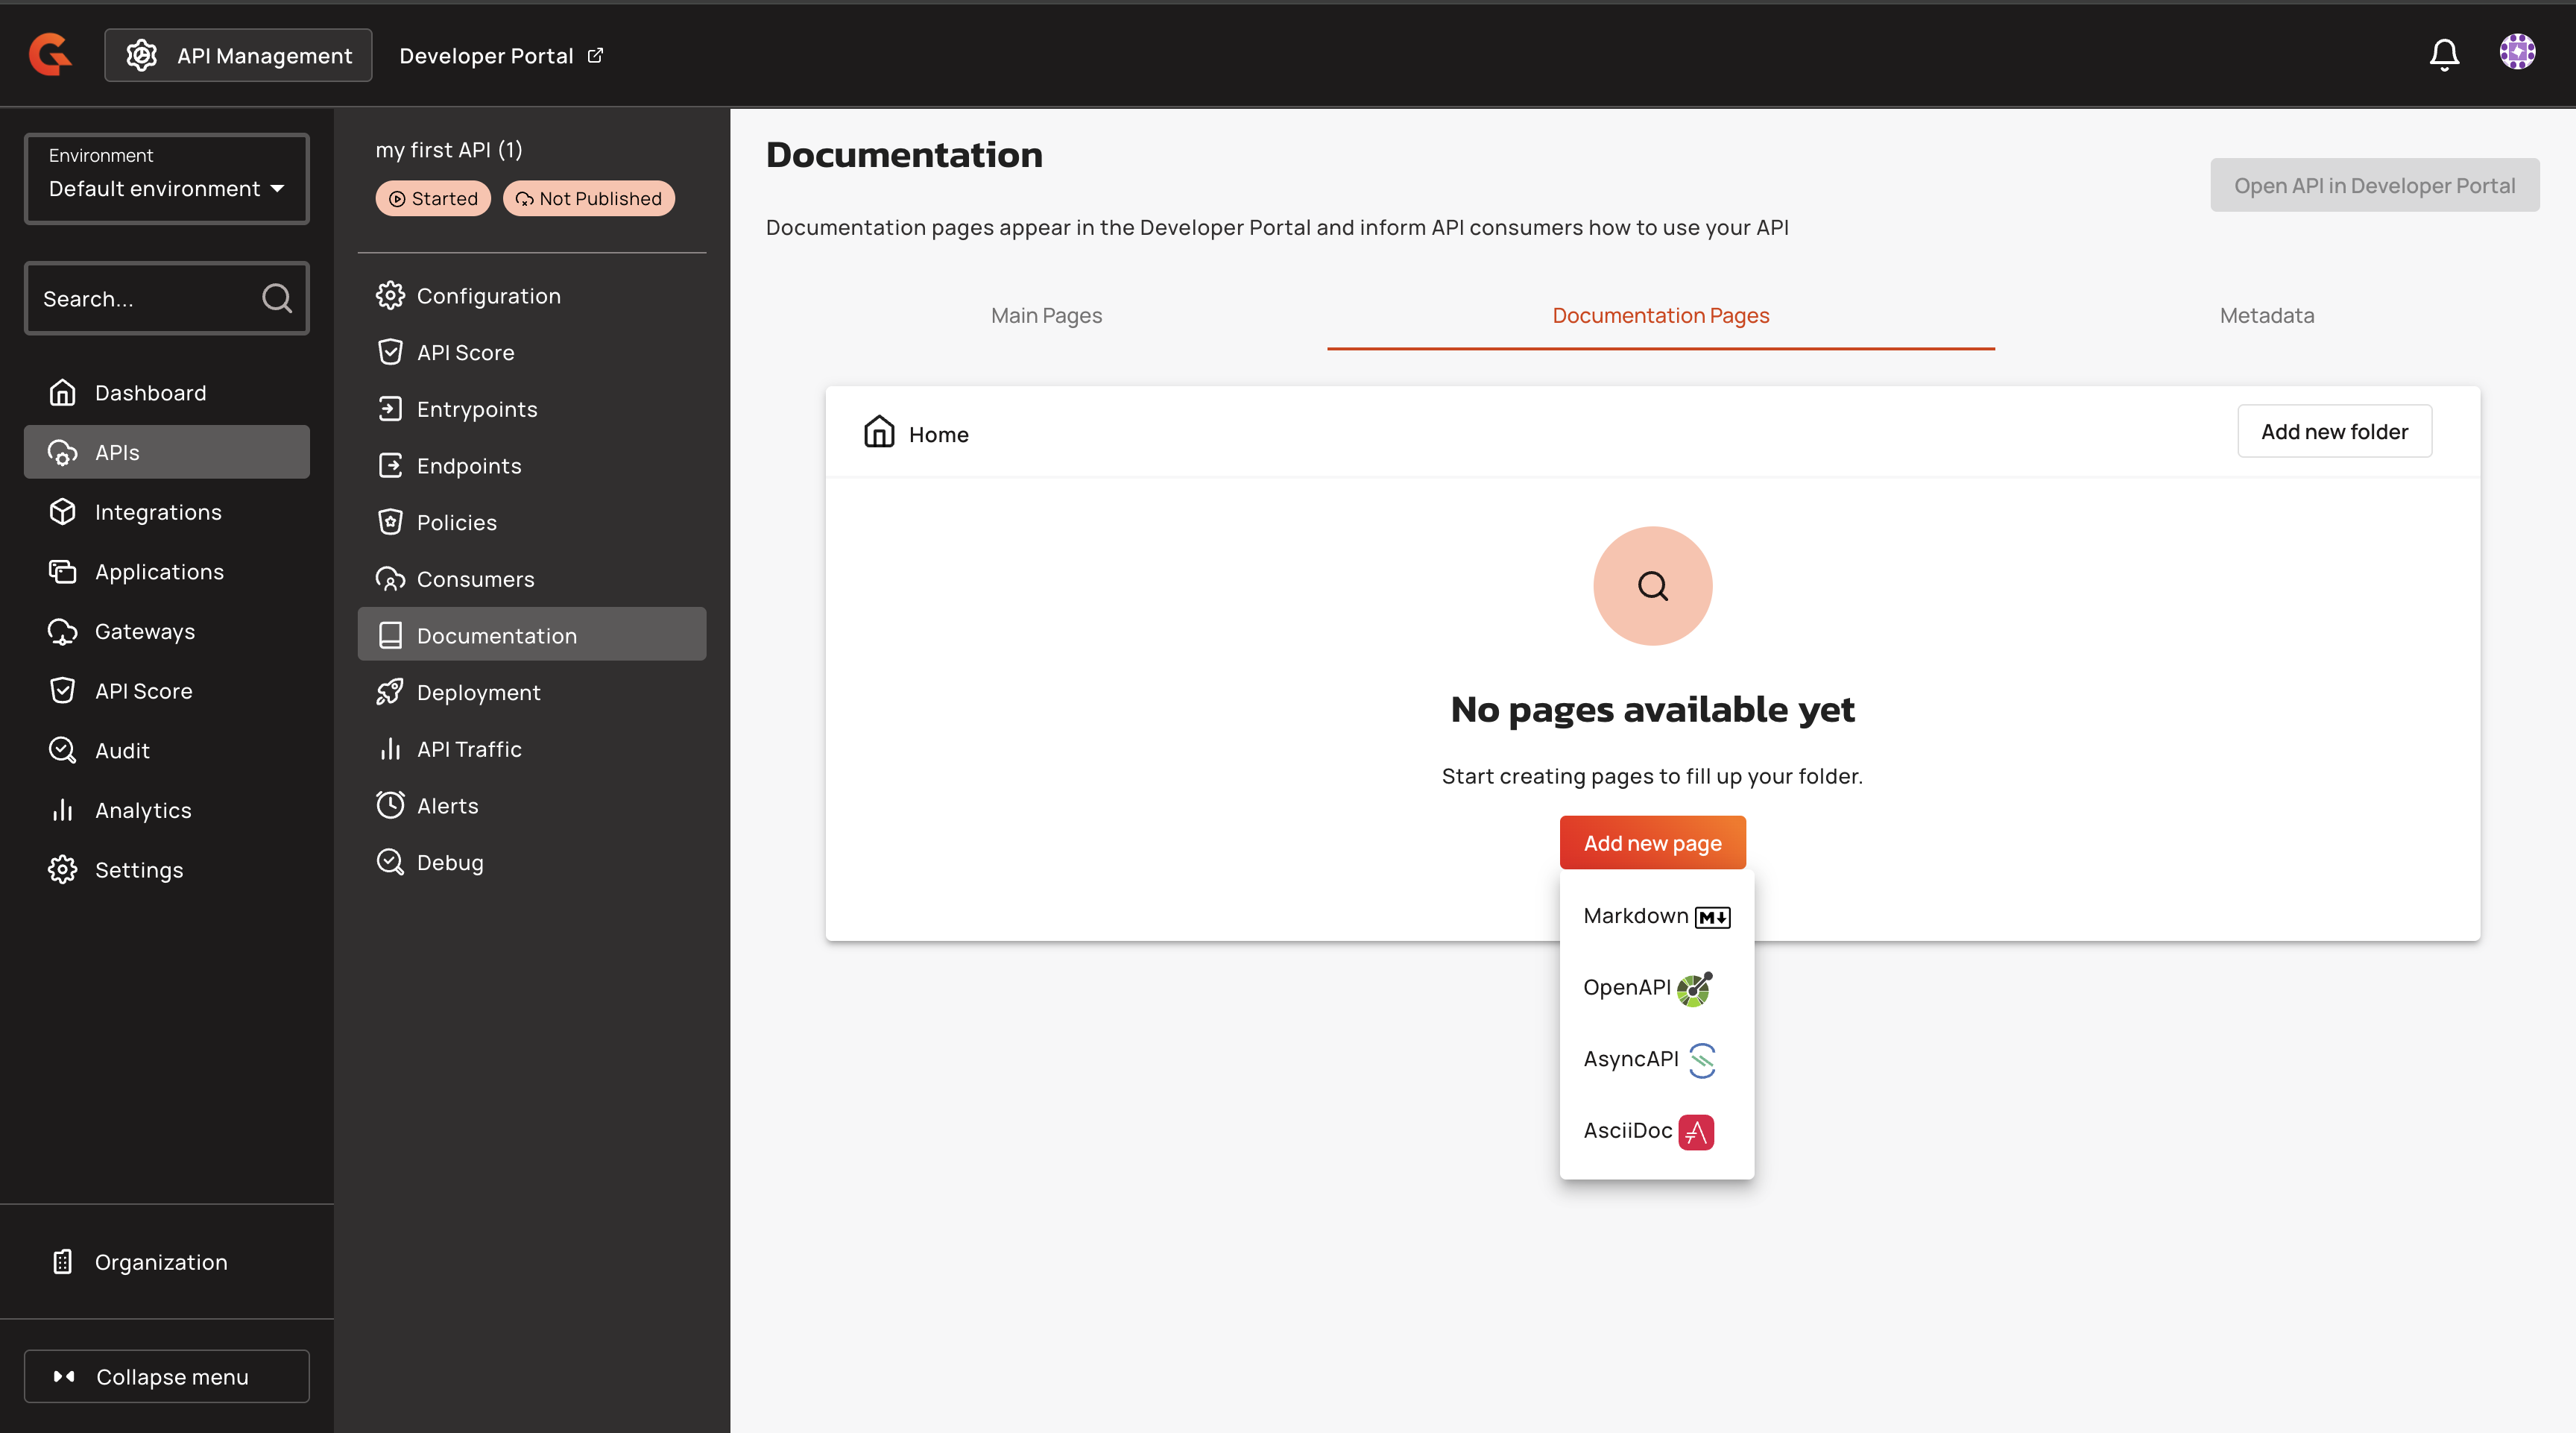 API Management
Developer Portal
Environment
Default environment
Search...
Dashboard
APIs
Integrations
Applications
Gateways
API Score
Audit
Analytics
Settings
Organization
Collapse menu
my first API (1)
Started
Not Published
Configuration
API Score
Entrypoints
Endpoints
Policies
Consumers
Documentation
Deployment
API Traffic
Alerts
Debug
Documentation
Open API in Developer Portal
Documentation pages appear in the Developer Portal and inform API consumers how to use your API
Main Pages
Documentation Pages
Metadata
Home
Add new folder
No pages available yet
Start creating pages to fill up your folder.
Add new page
Markdown M↓
OpenAPI
AsyncAPI
AsciiDoc